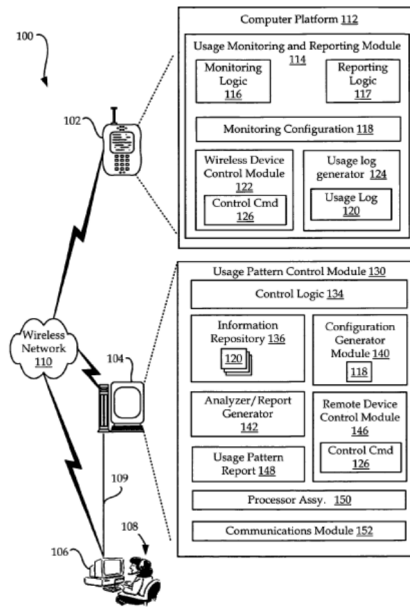 100
102
Computer Platform 112
Usage Monitoring and Reporting Module
114
Monitoring
Logic
116
Reporting
Logic
117
Monitoring Configuration 118
Wireless Device
Control Module
122
Control Cmd
126
Usage log
generator 124
Usage Log
120
Wireless
Network
110
104
109
106
108
Usage Pattern Control Module 130
Control Logic 134
Information
Repository 136
120
Configuration
Generator
Module 140
118
Analyzer/Report
Generator
142
Remote Device
Control Module
146
Control Cmd
126
Usage Pattern
Report 148
Processor Assy. 150
Communications Module 152